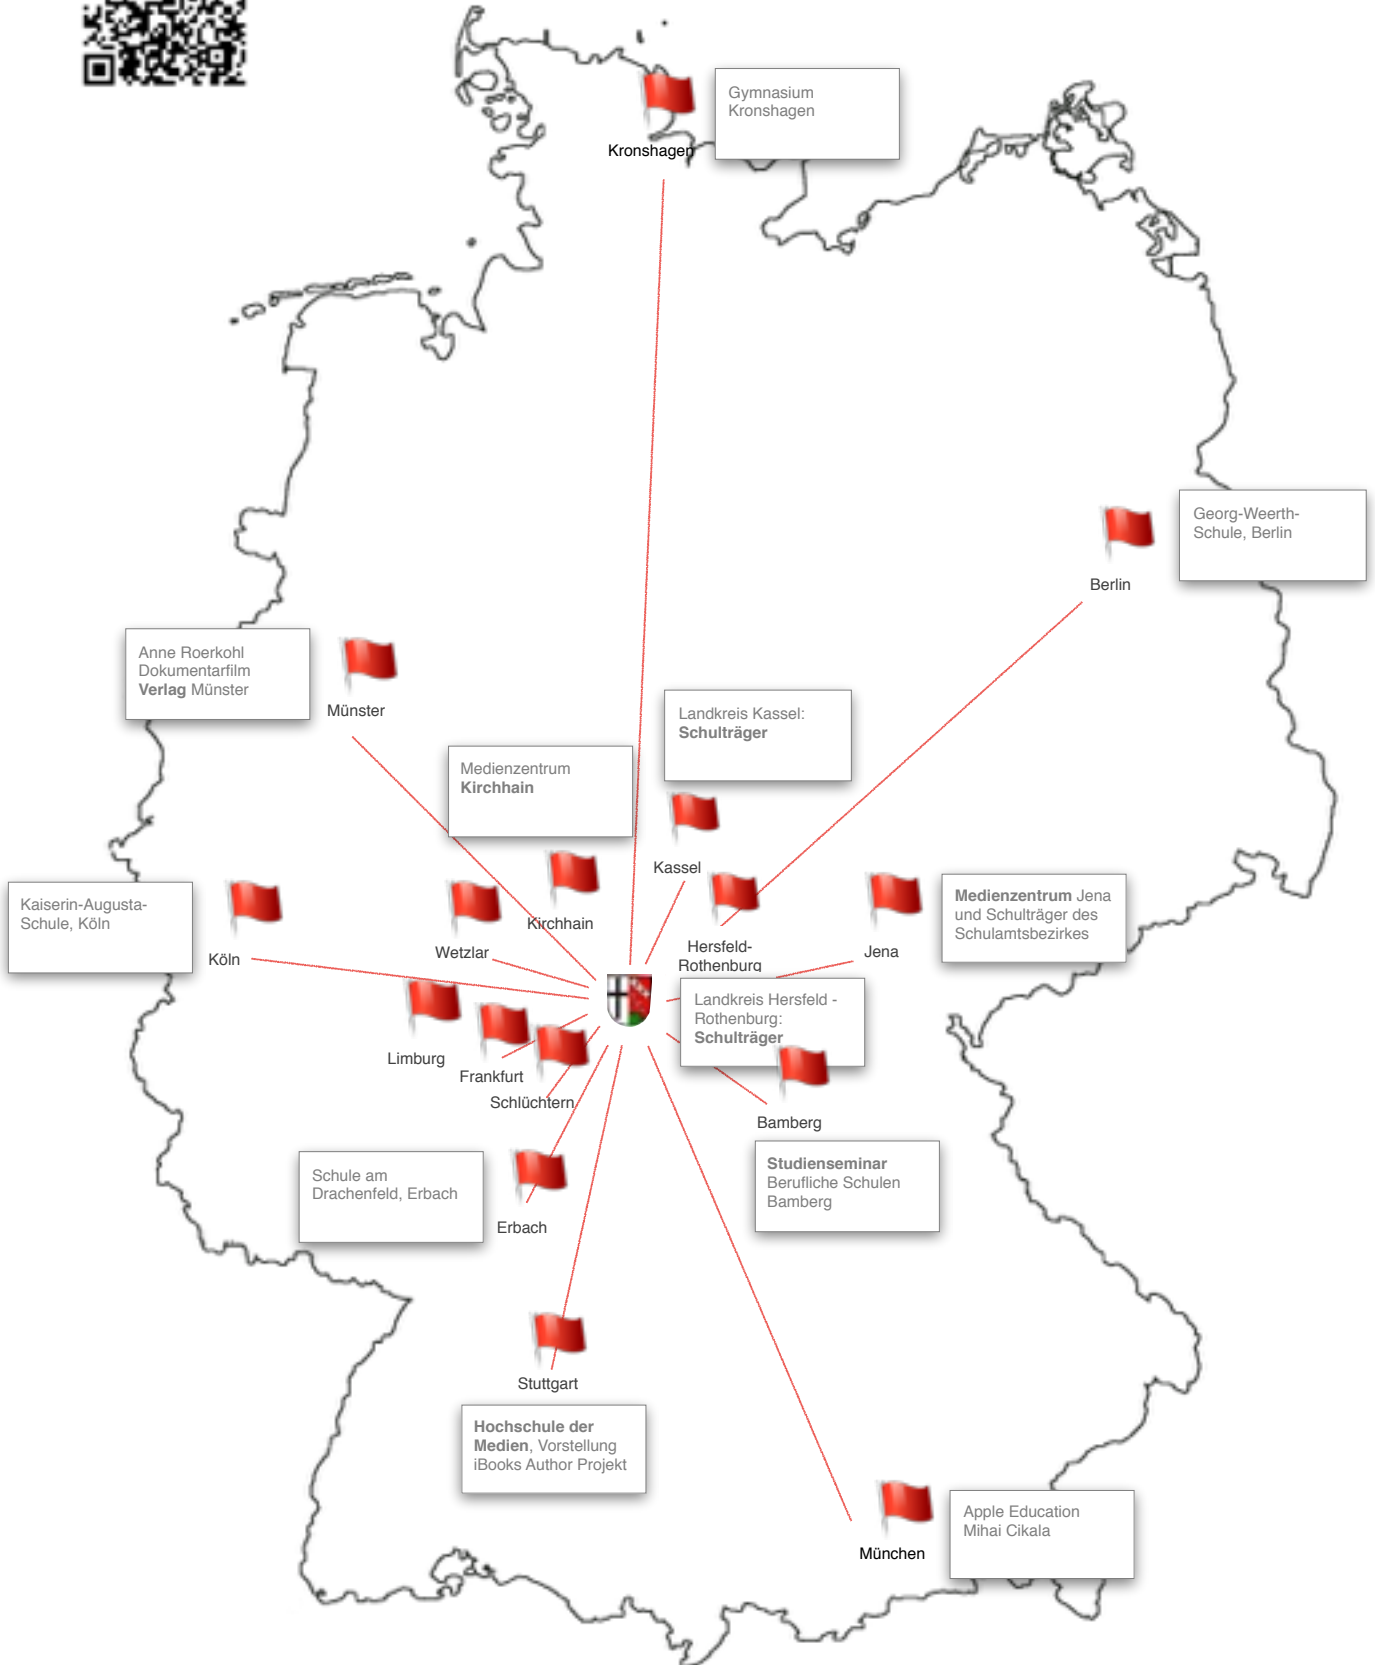 Gymnasium
Kronshagen
Kronshagen
Georg-Weerth-
Schule, Berlin
Berlin
Anne Roerkohl
Dokumentarfilm
Verlag Münster
Münster
Landkreis Kassel:
Schulträger
Medienzentrum
Kirchhain
Kassel
Kirchhain
Kaiserin-Augusta-
Schule, Köln
Köln
Wetzlar
Hersfeld-
Rothenburg
Jena
Medienzentrum Jena
und Schulträger des
Schulamtsbezirkes
Landkreis Hersfeld -
Rothenburg:
Schulträger
Limburg
Frankfurt
Schlüchtern
Bamberg
Studienseminar
Berufliche Schulen
Bamberg
Schule am
Drachenfeld, Erbach
Erbach
Stuttgart
Hochschule der
Medien, Vorstellung
iBooks Author Projekt
Apple Education
Mihai Cikala
München